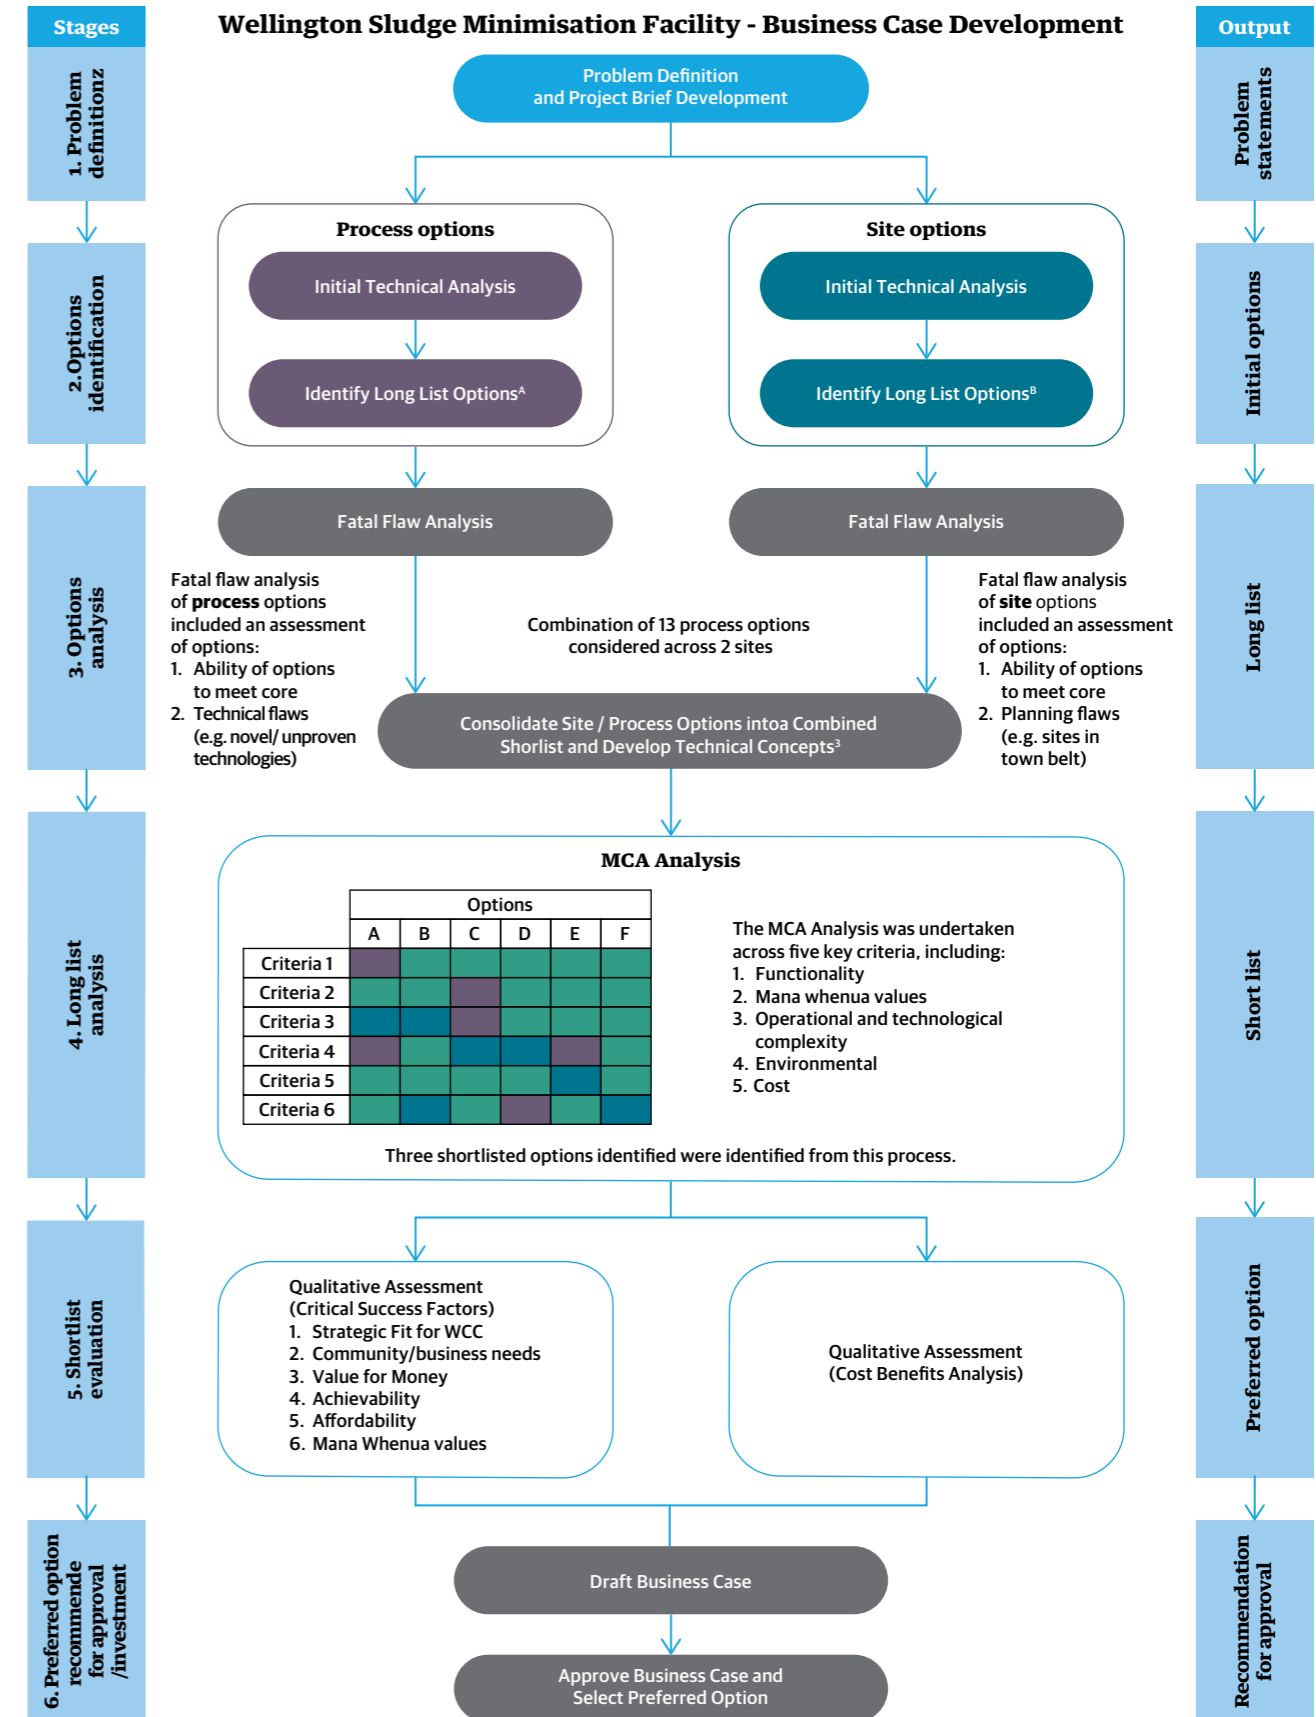 Stages
Wellington Sludge Minimisation Facility - Business Case Development
Output
1. Problem
definitionz
Problem Definition
and Project Brief Development
Problem
statements
2.Options
identification
Process options
Initial Technical Analysis
Identify Long List Optionsᴬ
Site options
Initial Technical Analysis
Identify Long List Optionsᴮ
Initial options
3. Options
analysis
Fatal Flaw Analysis
Fatal Flaw Analysis
Long list
Fatal flaw analysis
of process options
included an assessment
of options:
1. Ability of options
to meet core
2. Technical flaws
(e.g. novel/ unproven
technologies)
Combination of 13 process options
considered across 2 sites
Fatal flaw analysis
of site options
included an assessment
of options:
1. Ability of options
to meet core
2. Planning flaws
(e.g. sites in
town belt)
Consolidate Site / Process Options intoa Combined
Shorlist and Develop Technical Concepts³
4. Long list
analysis
MCA Analysis
Options
A B C D E F
Criteria 1
Criteria 2
Criteria 3
Criteria 4
Criteria 5
Criteria 6
The MCA Analysis was undertaken
across five key criteria, including:
1. Functionality
2. Mana whenua values
3. Operational and technological
complexity
4. Environmental
5. Cost
Three shortlisted options identified were identified from this process.
Short list
5. Shortlist
evaluation
Qualitative Assessment
(Critical Success Factors)
1. Strategic Fit for WCC
2. Community/business needs
3. Value for Money
4. Achievability
5. Affordability
6. Mana Whenua values
Qualitative Assessment
(Cost Benefits Analysis)
Preferred option
6. Preferred option
recommende
for approval
/investment
Draft Business Case
Approve Business Case and
Select Preferred Option
Recommendation
for approval